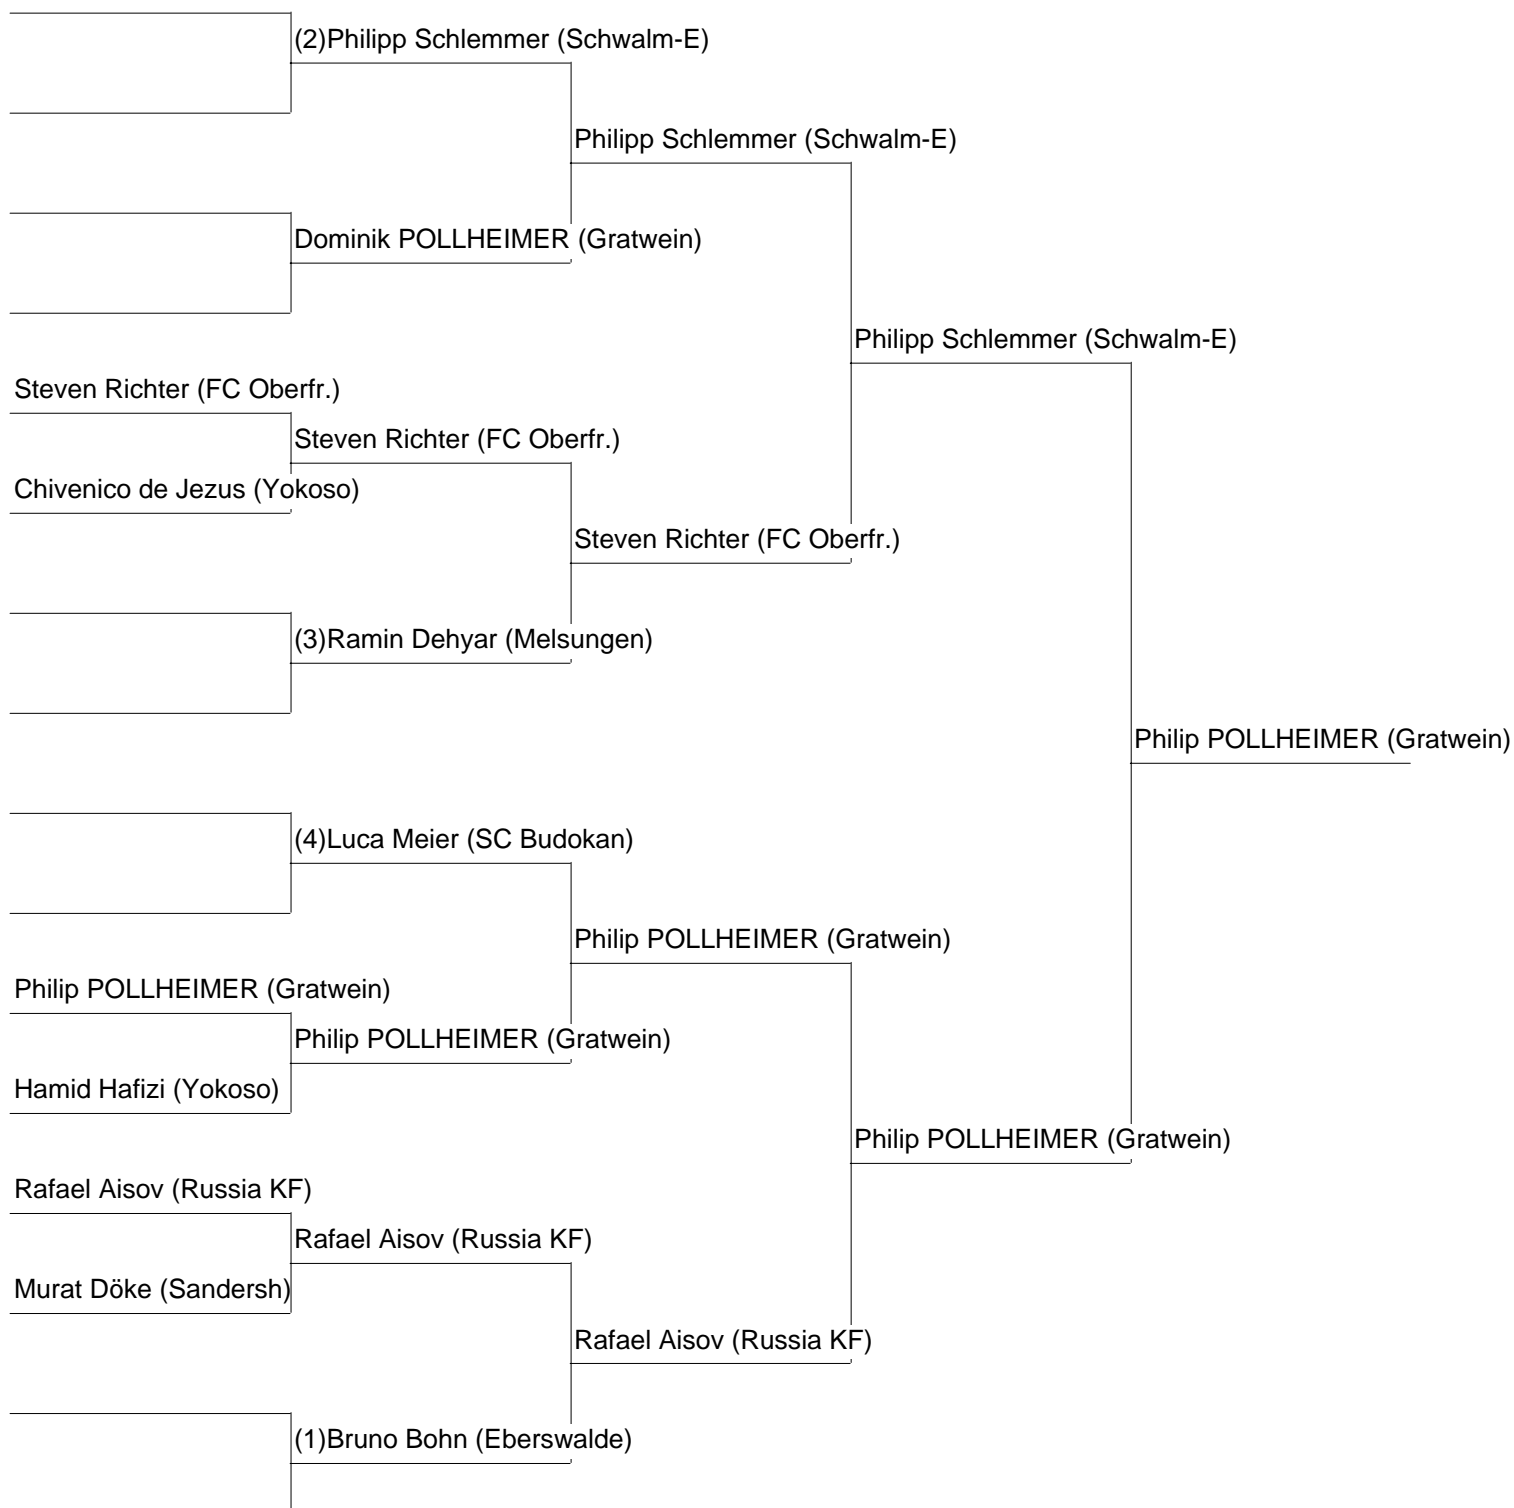 (2)Philipp Schlemmer (Schwalm-E)
Philipp Schlemmer (Schwalm-E)
Dominik POLLHEIMER (Gratwein)
Philipp Schlemmer (Schwalm-E)
Steven Richter (FC Oberfr.)
Steven Richter (FC Oberfr.)
Chivenico de Jezus (Yokoso)
Steven Richter (FC Oberfr.)
(3)Ramin Dehyar (Melsungen)
Philip POLLHEIMER (Gratwein)
(4)Luca Meier (SC Budokan)
Philip POLLHEIMER (Gratwein)
Philip POLLHEIMER (Gratwein)
Philip POLLHEIMER (Gratwein)
Hamid Hafizi (Yokoso)
Philip POLLHEIMER (Gratwein)
Rafael Aisov (Russia KF)
Rafael Aisov (Russia KF)
Murat Döke (Sandersh)
Rafael Aisov (Russia KF)
(1)Bruno Bohn (Eberswalde)